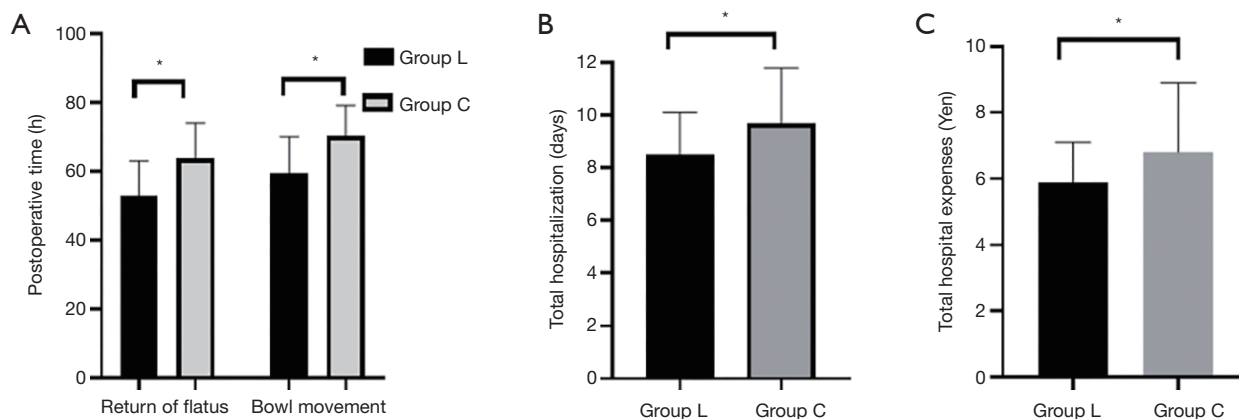 A
Postoperative time (h)
100
80
60
40
20
0
*
*
Group L
Group C
Return of flatus
Bowl movement
B
Total hospitalization (days)
12
10
8
6
4
2
0
*
Group L
Group C
C
Total hospital expenses (Yen)
10
8
6
4
2
0
*
Group L
Group C